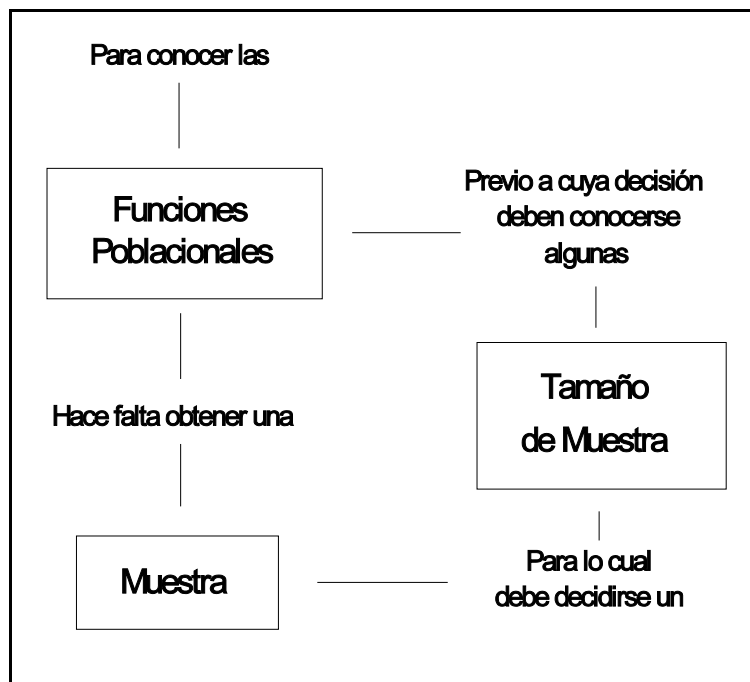 Para conocer las
Funciones
Poblacionales
Hace falta obtener una
Muestra
Para lo cual
debe decidirse un
Tamaño
de Muestra
Previo a cuya decisión
deben conocerse
algunas